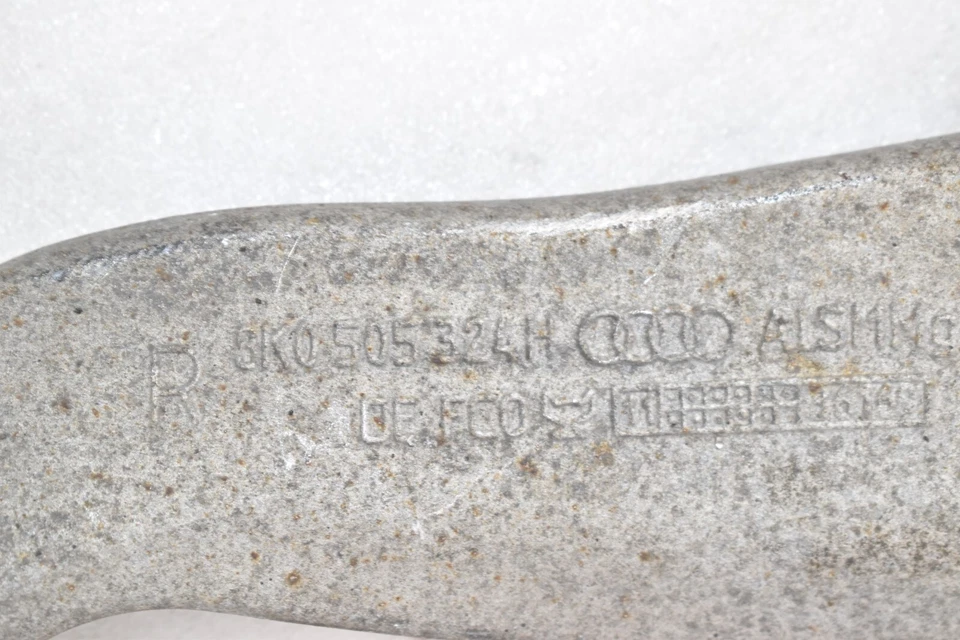 R
8K0 505 324H ALSI1Mg
DE.FCO